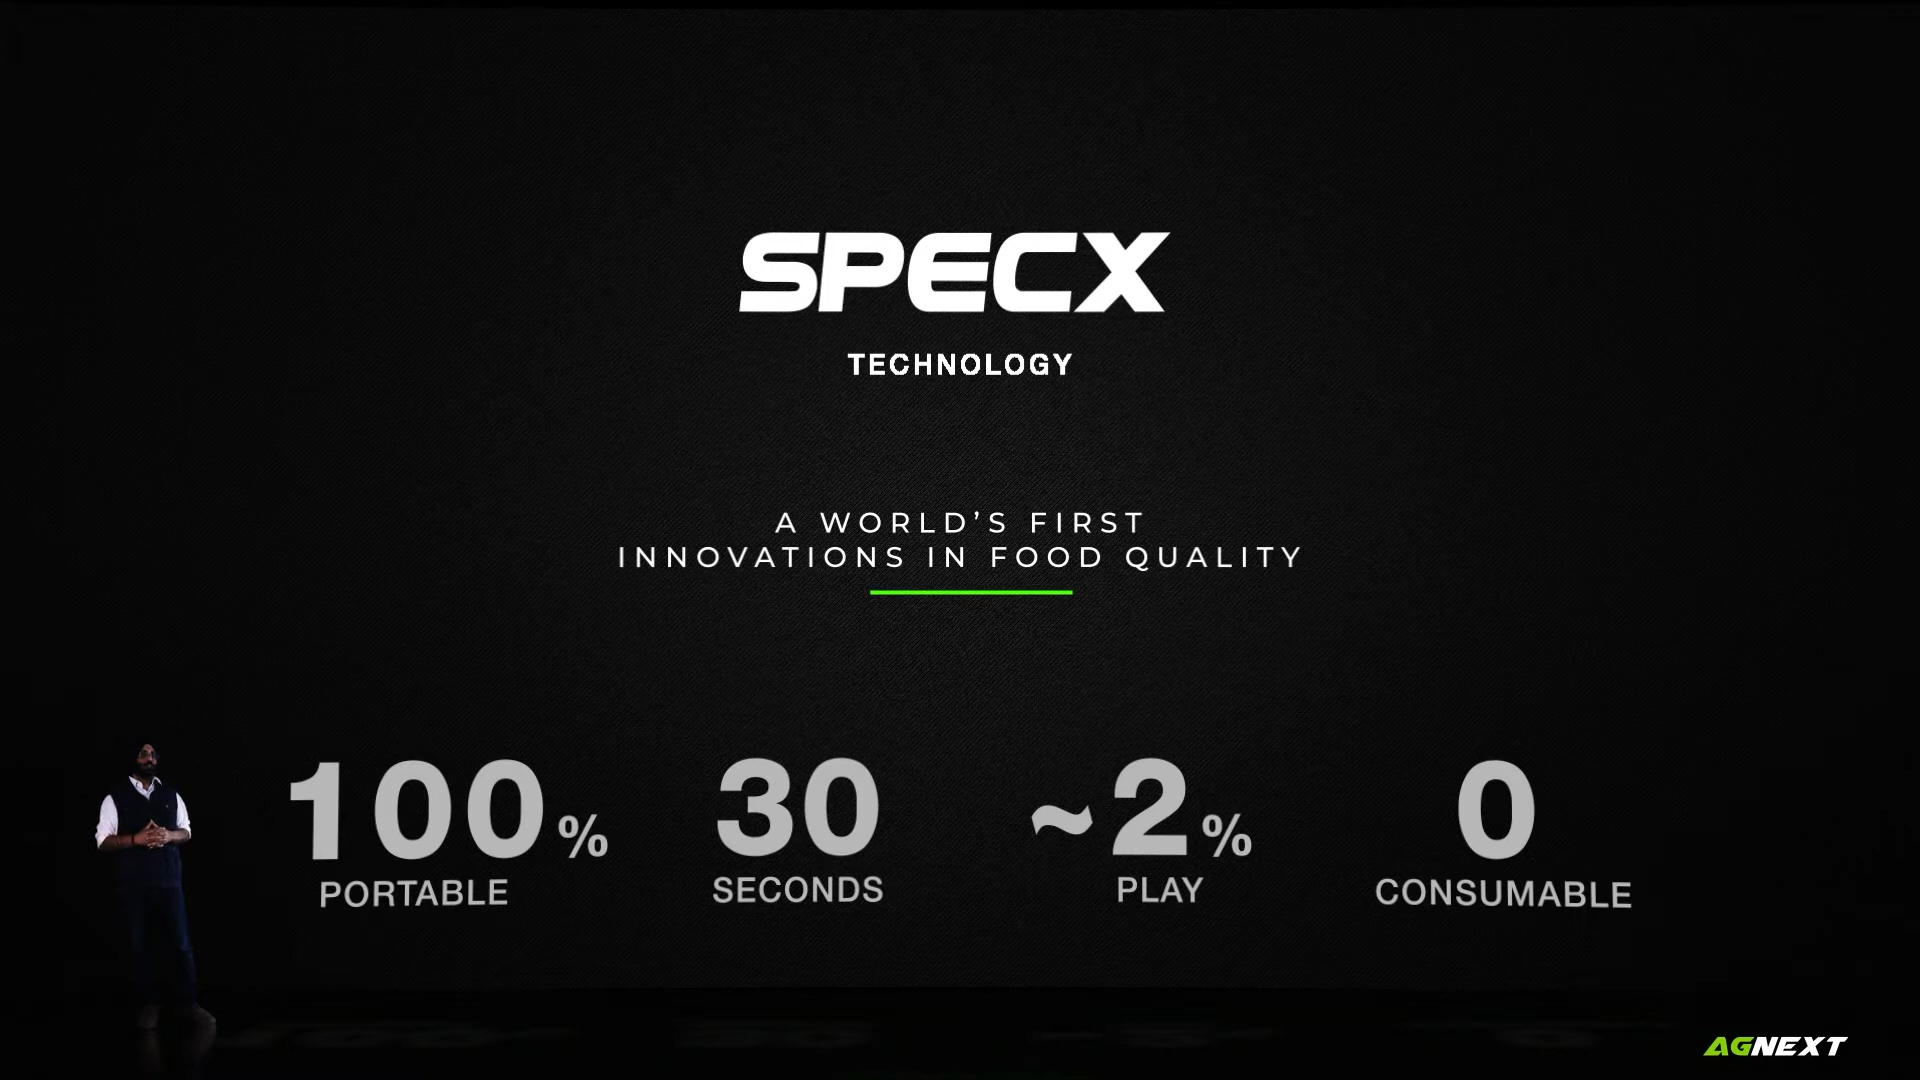 SPECX
TECHNOLOGY
A WORLD’S FIRST
INNOVATIONS IN FOOD QUALITY
100% 30 ~2% 0
PORTABLE SECONDS PLAY CONSUMABLE
AGNEXT